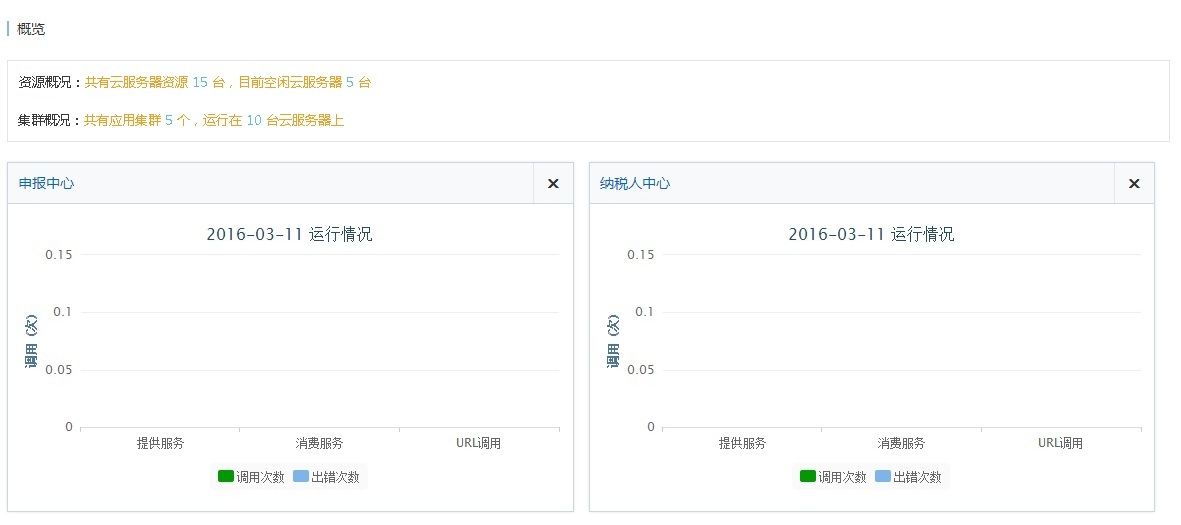 概览
资源概况：共有云服务器资源 15 台，目前空闲云服务器 5 台
集群概况：共有应用集群 5 个，运行在 10 台云服务器上
申报中心
2016-03-11 运行情况
0.15
0.1
0.05
0
调用（次）
提供服务 消费服务 URL调用
调用次数 出错次数
纳税人中心
2016-03-11 运行情况
0.15
0.1
0.05
0
调用（次）
提供服务 消费服务 URL调用
调用次数 出错次数